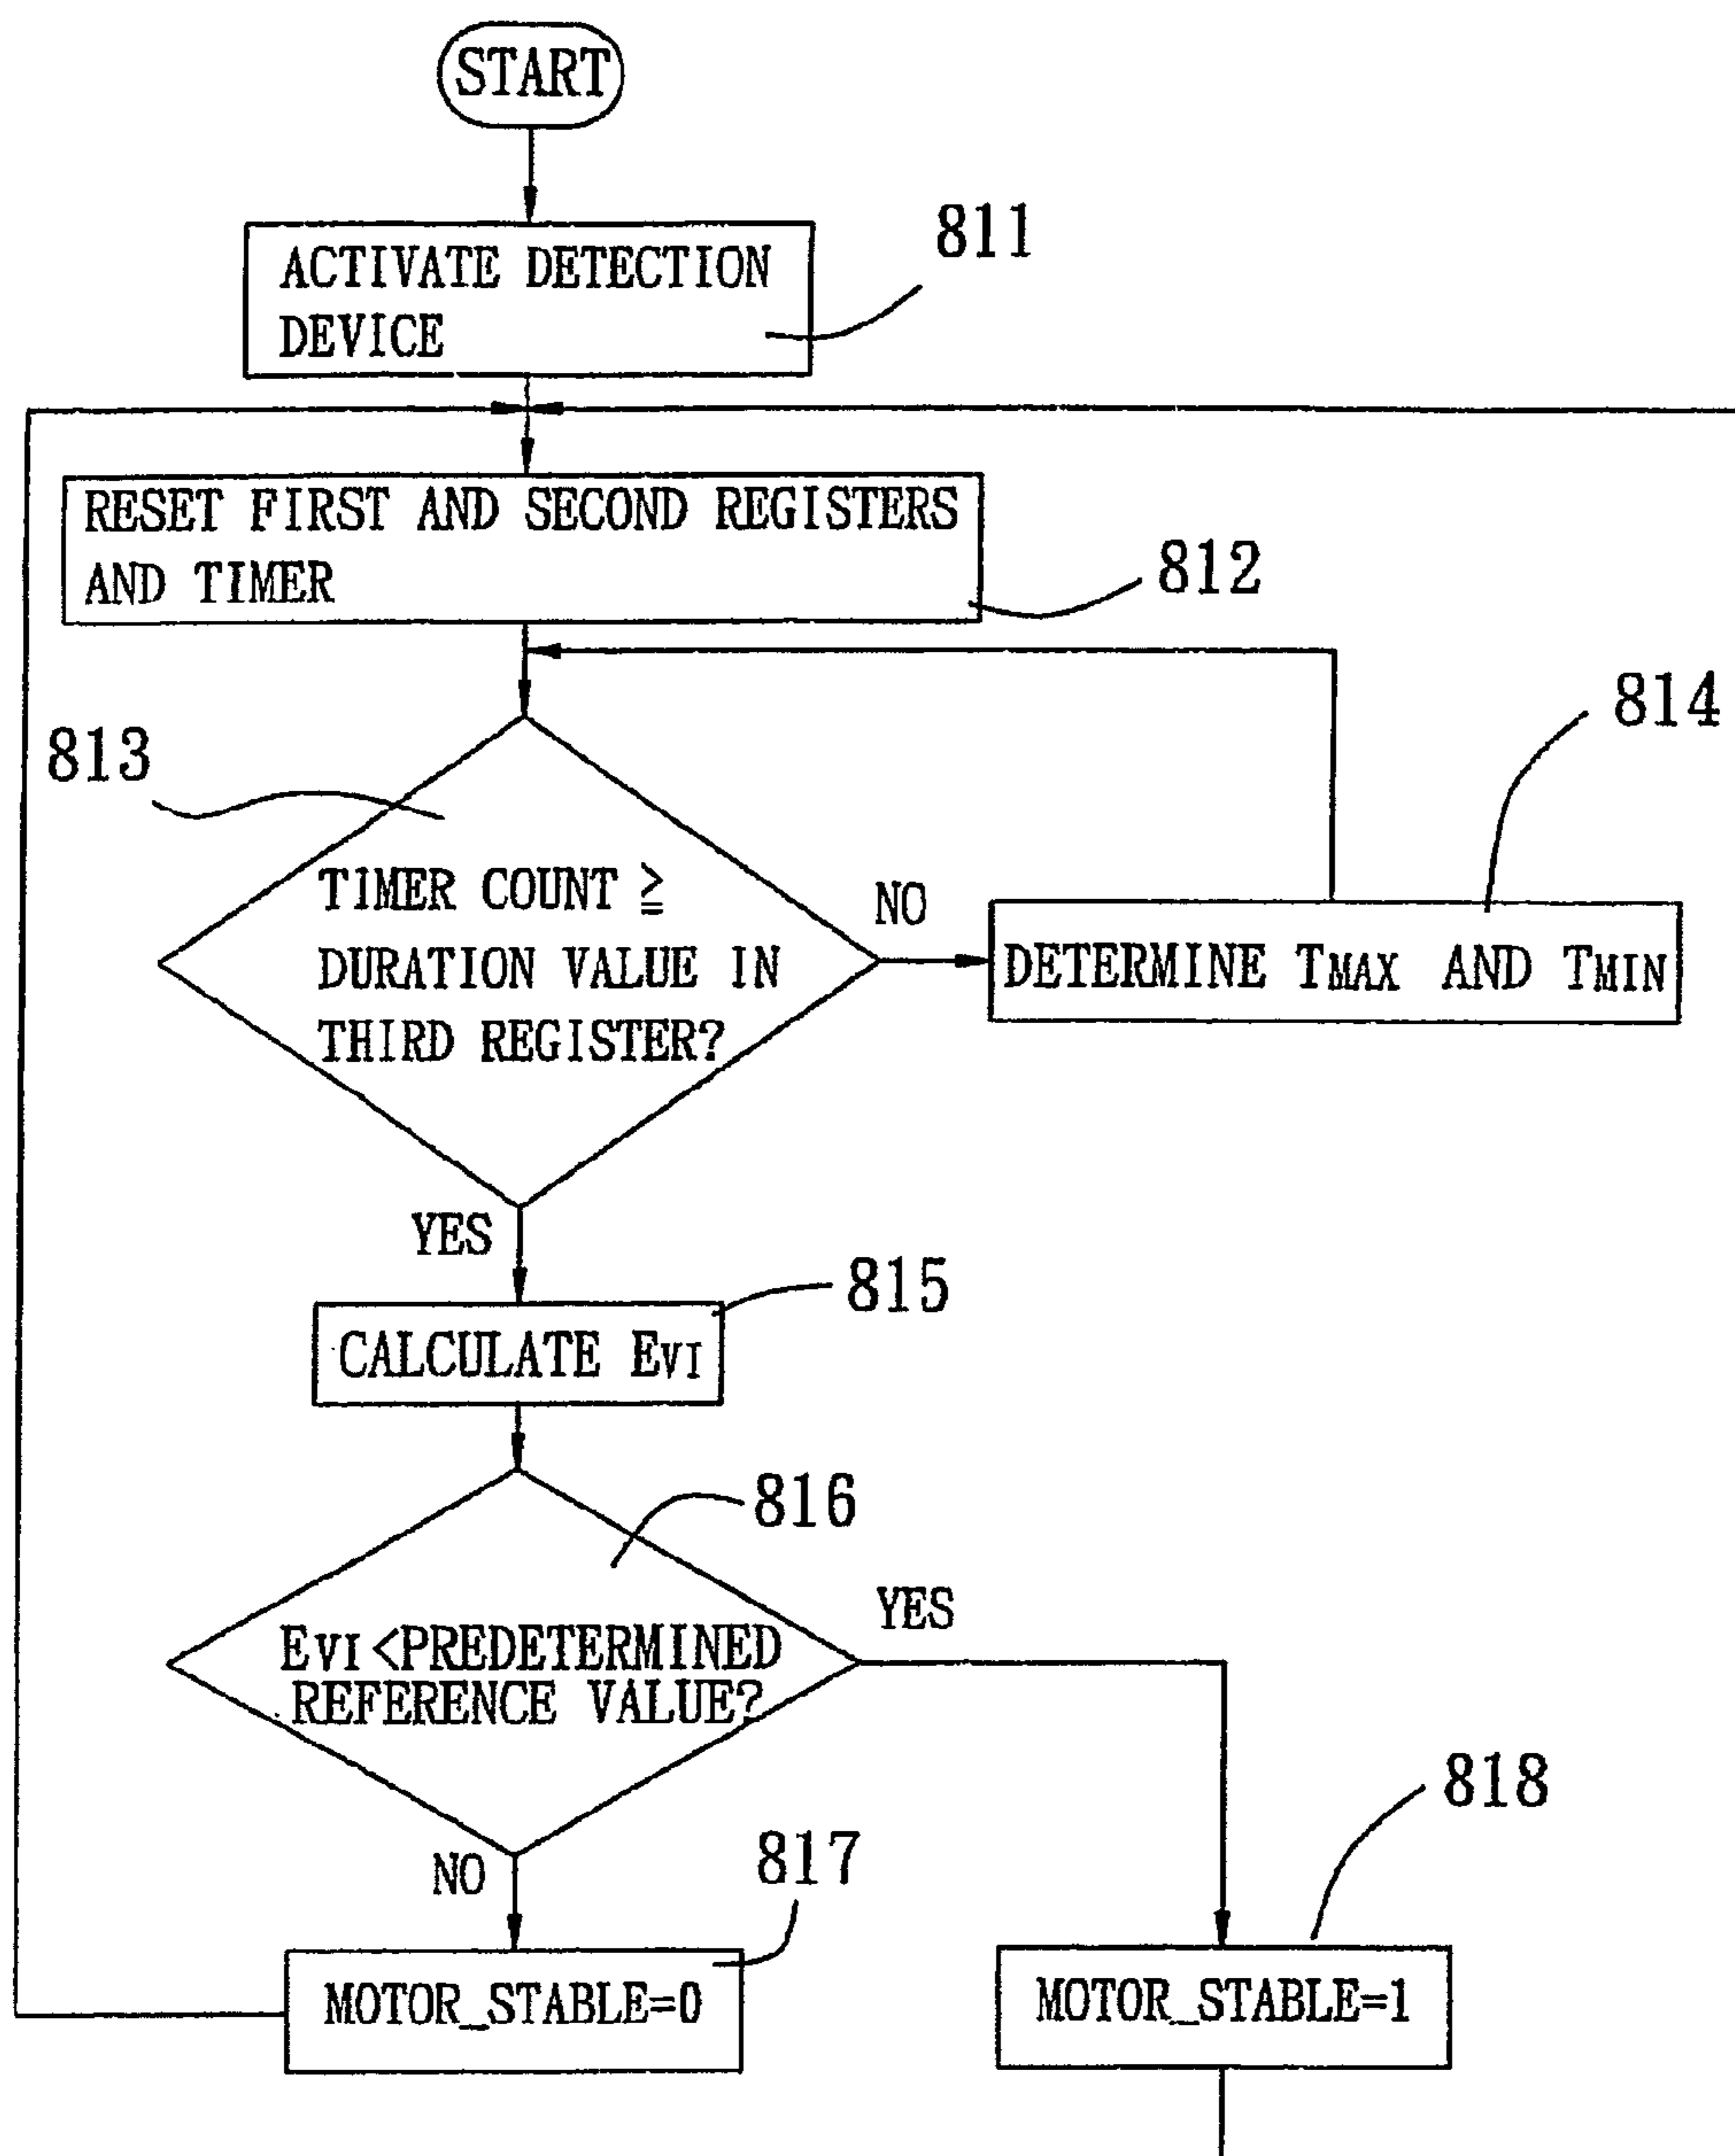 START
811
ACTIVATE DETECTION
DEVICE
RESET FIRST AND SECOND REGISTERS
AND TIMER
812
813
814
TIMER COUNT ≧
DURATION VALUE IN
THIRD REGISTER?
NO
DETERMINE TMAX AND TMIN
YES
815
CALCULATE EVI
816
YES
EVI<PREDETERMINED
REFERENCE VALUE?
818
NO
817
MOTOR_STABLE=0
MOTOR_STABLE=1